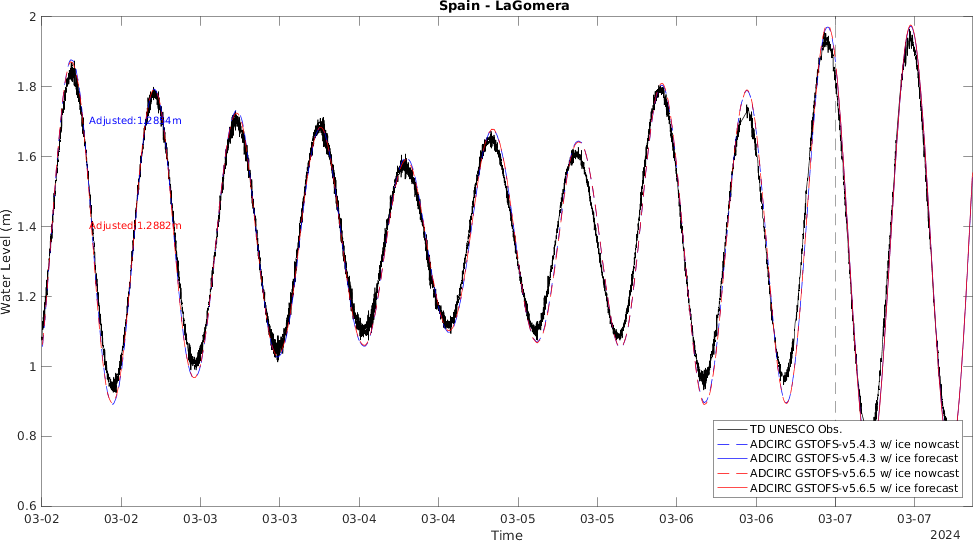 Spain - LaGomera
Water Level (m)
2
1.8
1.6
1.4
1.2
1
0.8
0.6
Adjusted:1.2854m
Adjusted:1.2882m
TD UNESCO Obs.
ADCIRC GSTOFS-v5.4.3 w/ ice nowcast
ADCIRC GSTOFS-v5.4.3 w/ ice forecast
ADCIRC GSTOFS-v5.6.5 w/ ice nowcast
ADCIRC GSTOFS-v5.6.5 w/ ice forecast
03-02 03-02 03-03 03-03 03-04 03-04 03-05 03-05 03-06 03-06 03-07 03-07
Time
2024